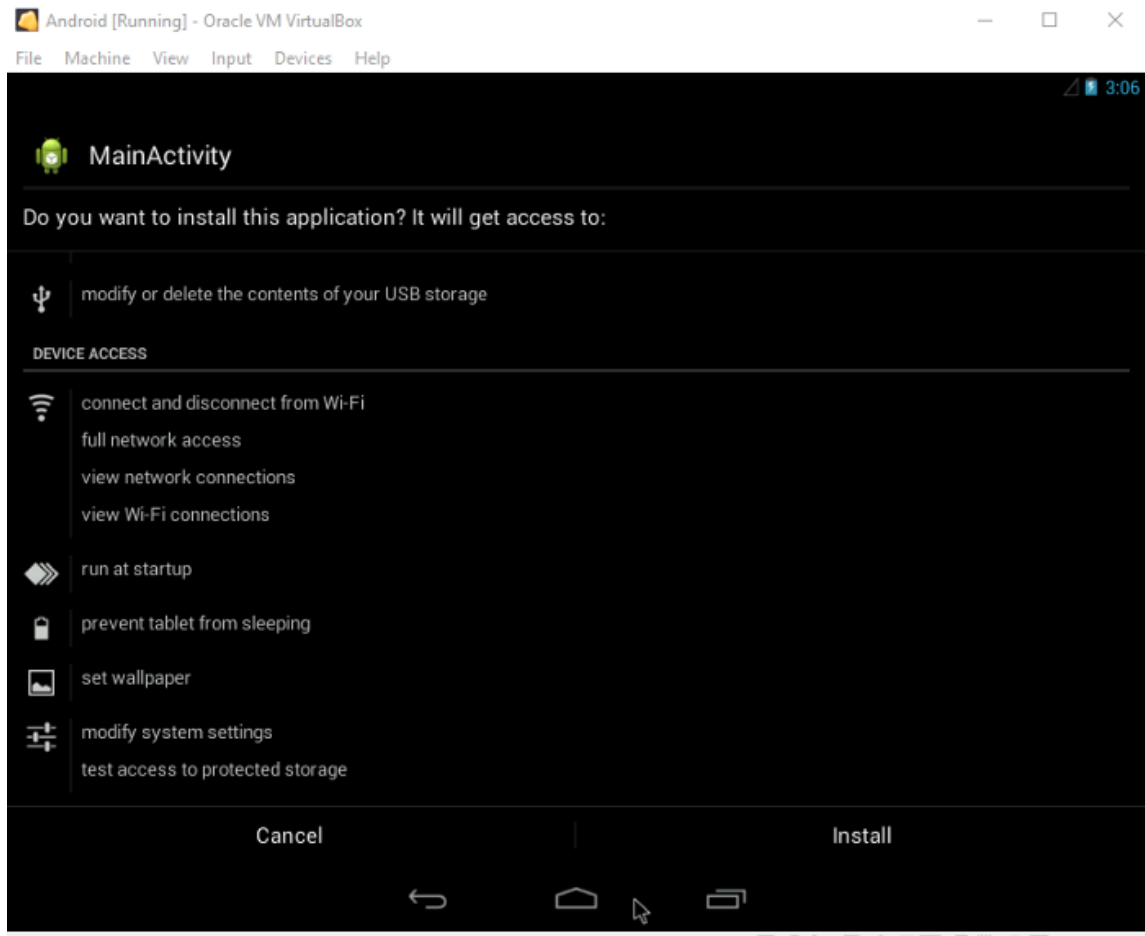 Android [Running] - Oracle VM VirtualBox
File Machine View Input Devices Help
3:06
MainActivity
Do you want to install this application? It will get access to:
modify or delete the contents of your USB storage
DEVICE ACCESS
connect and disconnect from Wi-Fi
full network access
view network connections
view Wi-Fi connections
run at startup
prevent tablet from sleeping
set wallpaper
modify system settings
test access to protected storage
Cancel Install